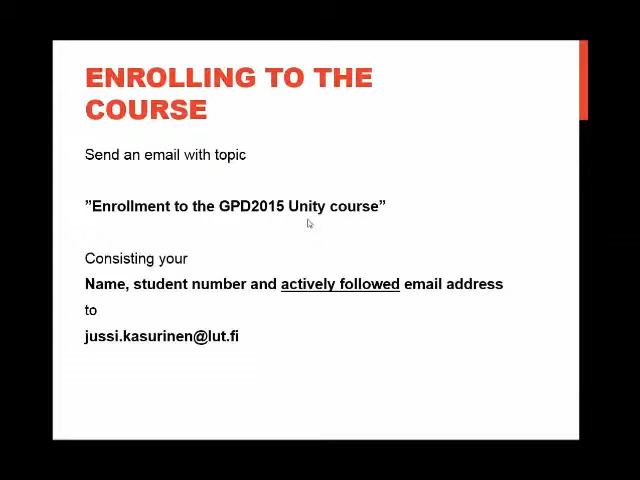 ENROLLING TO THE
COURSE
Send an email with topic
”Enrollment to the GPD2015 Unity course”
Consisting your
Name, student number and actively followed email address
to
jussi.kasurinen@lut.fi